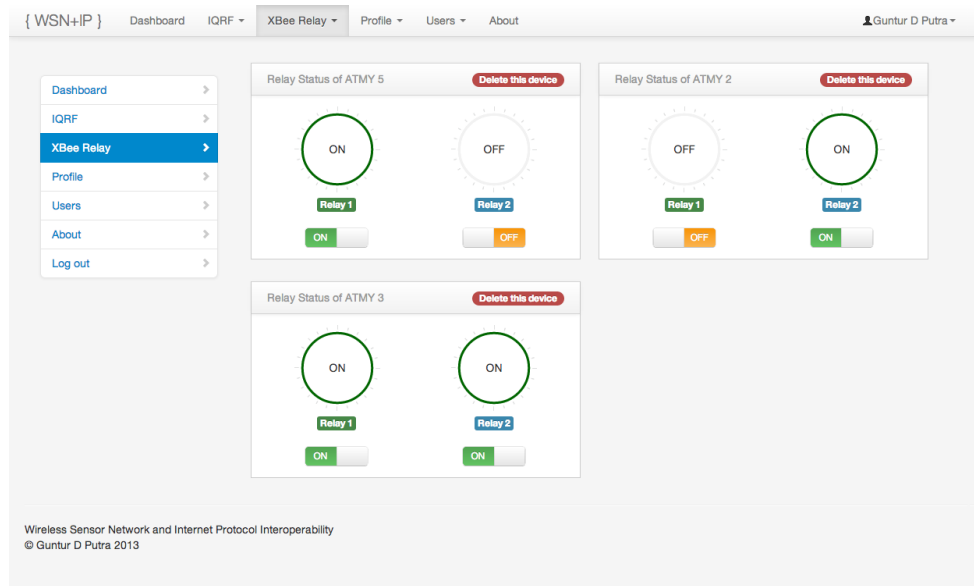 { WSN+IP } Dashboard IQRF XBee Relay Profile Users About Guntur D Putra
Dashboard
IQRF
XBee Relay
Profile
Users
About
Log out
Relay Status of ATMY 5 Delete this device
ON OFF
Relay 1 Relay 2
ON OFF
Relay Status of ATMY 2 Delete this device
OFF ON
Relay 1 Relay 2
OFF ON
Relay Status of ATMY 3 Delete this device
ON ON
Relay 1 Relay 2
ON ON
Wireless Sensor Network and Internet Protocol Interoperability
© Guntur D Putra 2013